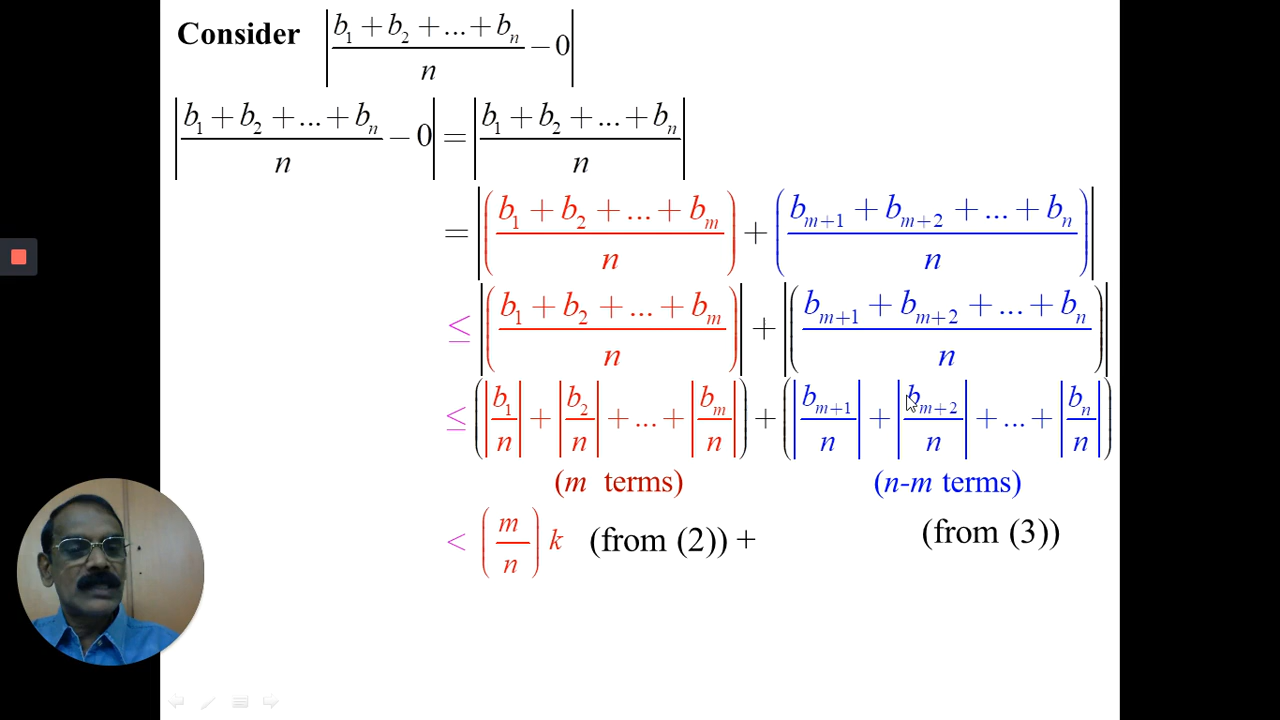 Consider |(b₁ + b₂ + ... + bₙ)/n − 0|
|(b₁ + b₂ + ... + bₙ)/n − 0| = |(b₁ + b₂ + ... + bₙ)/n|
= |((b₁ + b₂ + ... + bₘ)/n) + ((bₘ₊₁ + bₘ₊₂ + ... + bₙ)/n)|
≤ |((b₁ + b₂ + ... + bₘ)/n)| + |((bₘ₊₁ + bₘ₊₂ + ... + bₙ)/n)|
≤ (|b₁/n| + |b₂/n| + ... + |bₘ/n|) + (|bₘ₊₁/n| + |bₘ₊₂/n| + ... + |bₙ/n|)
(m terms) (n-m terms)
< (m/n) k (from (2)) + (from (3))